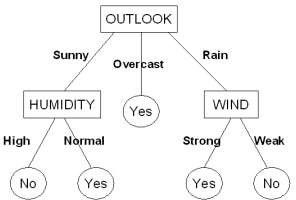 OUTLOOK
Sunny
Overcast
Rain
HUMIDITY
Yes
WIND
High
Normal
Strong
Weak
No
Yes
Yes
No